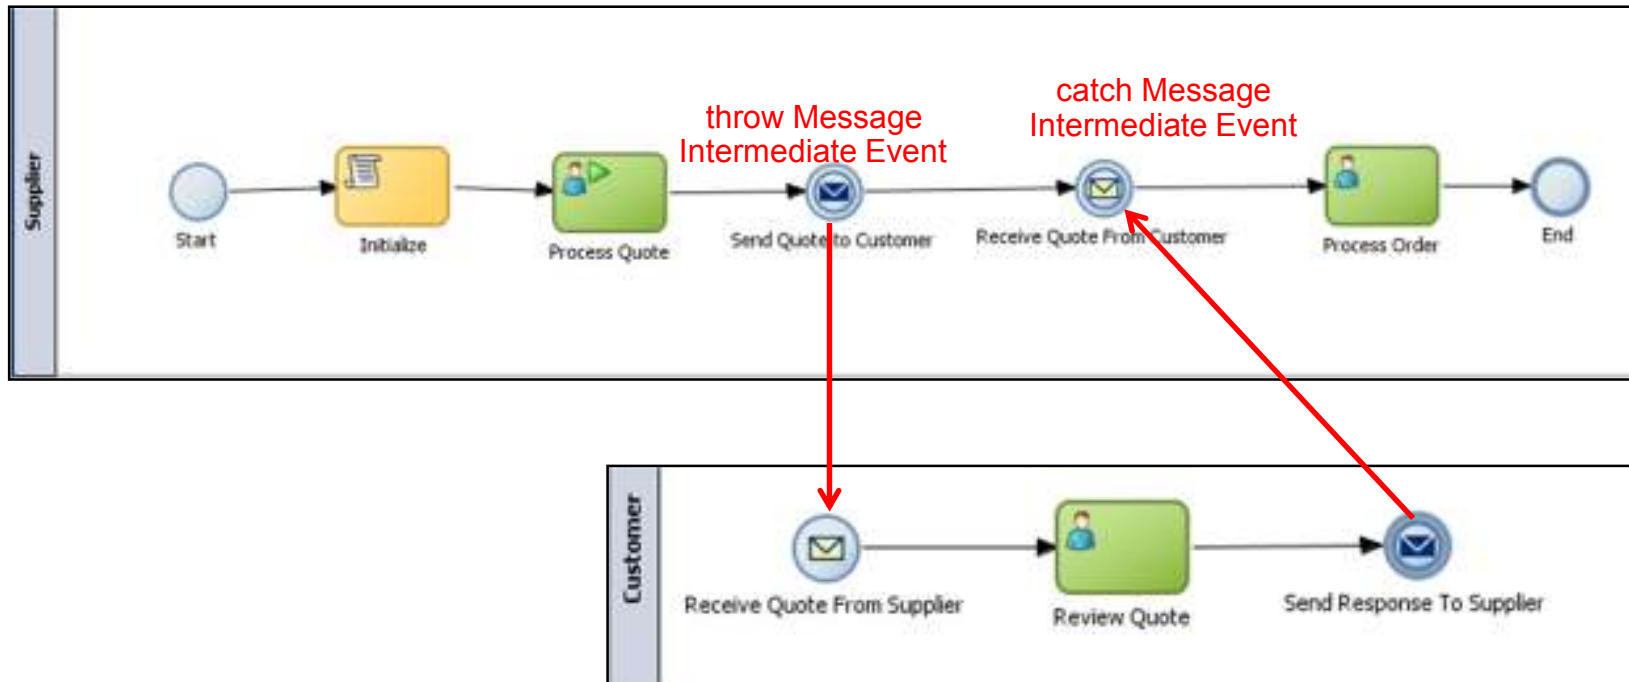 Supplier
throw Message
Intermediate Event
catch Message
Intermediate Event
Start
Initialize
Process Quote
Send Quote to Customer
Receive Quote From Customer
Process Order
End
Customer
Receive Quote From Supplier
Review Quote
Send Response To Supplier